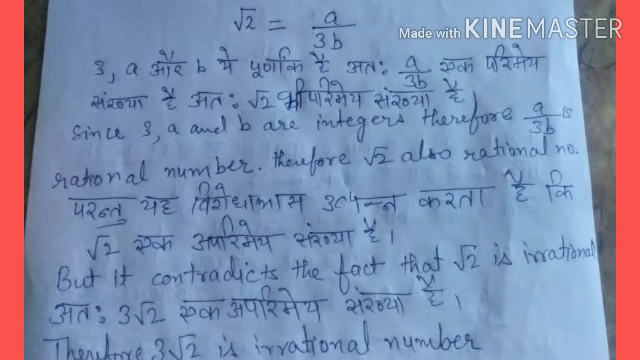 Made with KINEMASTER
√2 = a/3b
3, a और b ये पूर्णांक है अतः a/3b एक परिमेय
संख्या है अतः √2 भी परिमेय संख्या है
Since 3, a and b are integers therefore a/3b is
rational number. therefore √2 also rational no.
परन्तु यह विरोधाभास उत्पन्न करता है कि
√2 एक अपरिमेय संख्या है।
But it contradicts the fact that √2 is irrational
अतः 3√2 एक अपरिमेय संख्या है।
Therefore 3√2 is irrational number